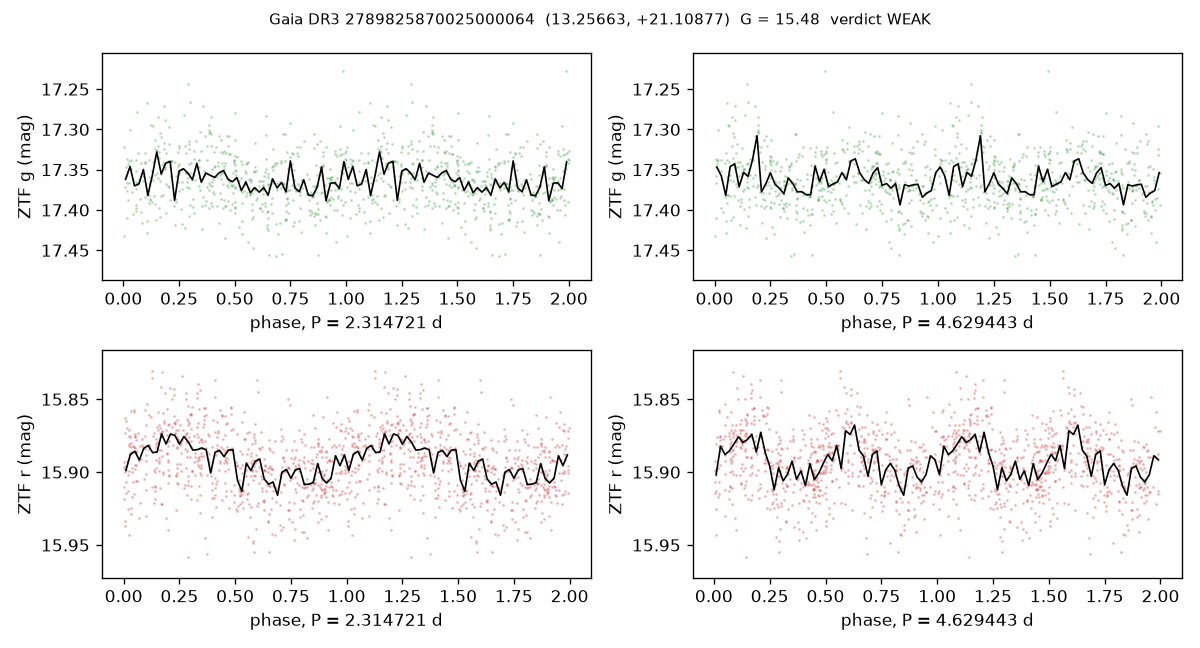 Gaia DR3 2789825870025000064  (13.25663, +21.10877)  G = 15.48  verdict WEAK
ZTF g (mag)
17.25
17.30
17.35
17.40
17.45
0.00 0.25 0.50 0.75 1.00 1.25 1.50 1.75 2.00
phase, P = 2.314721 d
ZTF g (mag)
17.25
17.30
17.35
17.40
17.45
0.00 0.25 0.50 0.75 1.00 1.25 1.50 1.75 2.00
phase, P = 4.629443 d
ZTF r (mag)
15.85
15.90
15.95
0.00 0.25 0.50 0.75 1.00 1.25 1.50 1.75 2.00
phase, P = 2.314721 d
ZTF r (mag)
15.85
15.90
15.95
0.00 0.25 0.50 0.75 1.00 1.25 1.50 1.75 2.00
phase, P = 4.629443 d